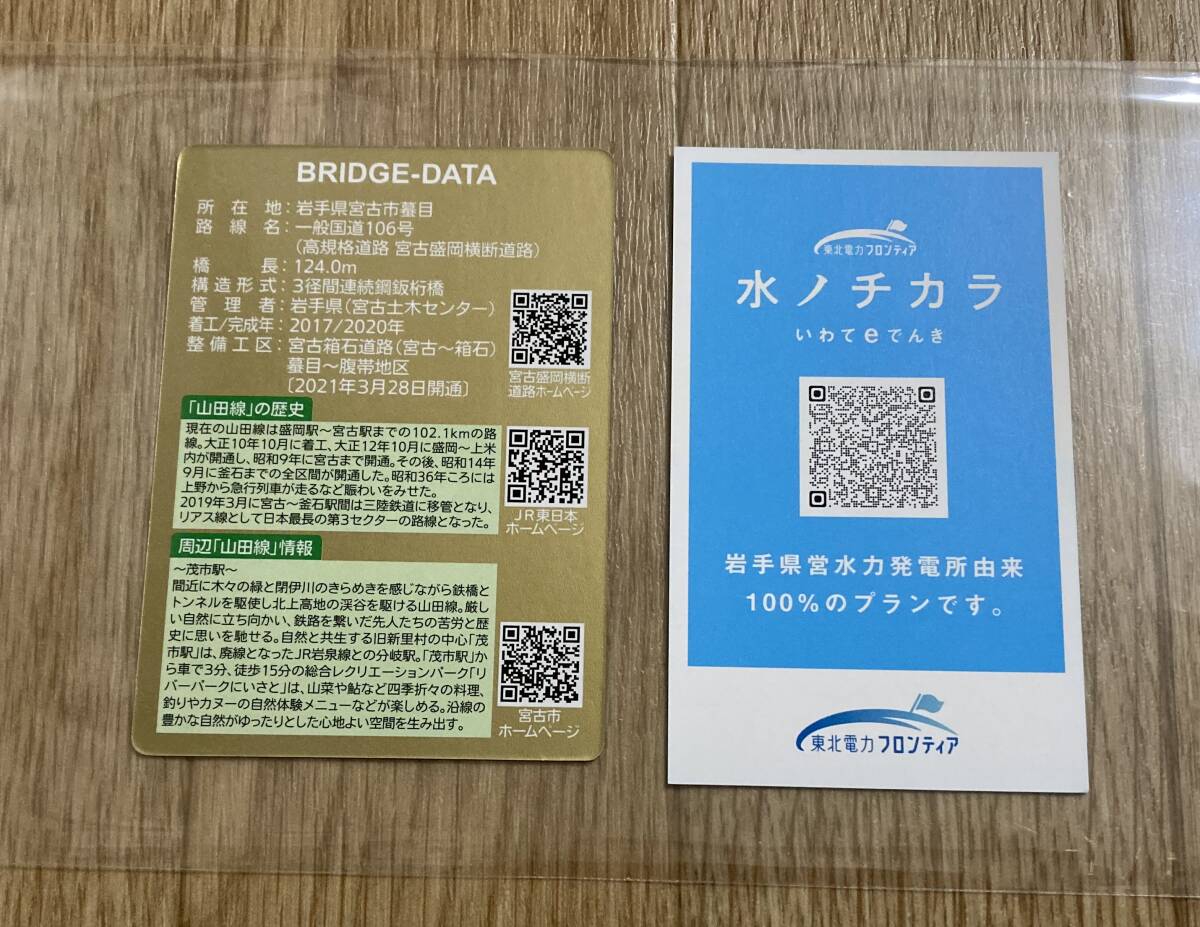 BRIDGE-DATA
所在地：岩手県宮古市蟇目
路線名：一般国道106号
（高規格道路 宮古盛岡横断道路）
橋長：124.0m
構造形式：3径間連続鋼鈑桁橋
管理者：岩手県（宮古土木センター）
着工/完成年：2017/2020年
整備工区：宮古箱石道路（宮古～箱石）
蟇目～腹帯地区
〔2021年3月28日開通〕
宮古盛岡横断
道路ホームページ
「山田線」の歴史
現在の山田線は盛岡駅～宮古駅までの102.1kmの路
線。大正10年10月に着工、大正12年10月に盛岡～上米
内が開通し、昭和9年に宮古まで開通。その後、昭和14年
9月に釜石までの全区間が開通した。昭和36年ころには
上野から急行列車が走るなど賑わいをみせた。
2019年3月に宮古～釜石駅間は三陸鉄道に移管となり、
リアス線として日本最長の第3セクターの路線となった。
JR東日本
ホームページ
周辺「山田線」情報
～茂市駅～
間近に木々の緑と閉伊川のきらめきを感じながら鉄橋と
トンネルを駆使し北上高地の渓谷を駆ける山田線。厳し
い自然に立ち向かい、鉄路を繋いだ先人たちの苦労と歴
史に思いを馳せる。自然と共生する旧新里村の中心「茂
市駅」は、廃線となったJR岩泉線との分岐駅。「茂市駅」か
ら車で3分、徒歩15分の総合レクリエーションパーク「リ
バーパークにいさと」は、山菜や鮎など四季折々の料理、
釣りやカヌーの自然体験メニューなどが楽しめる。沿線の
豊かな自然がゆったりとした心地よい空間を生み出す。
宮古市
ホームページ
東北電力フロンティア
水ノチカラ
いわてeでんき
岩手県営水力発電所由来
100%のプランです。
東北電力フロンティア